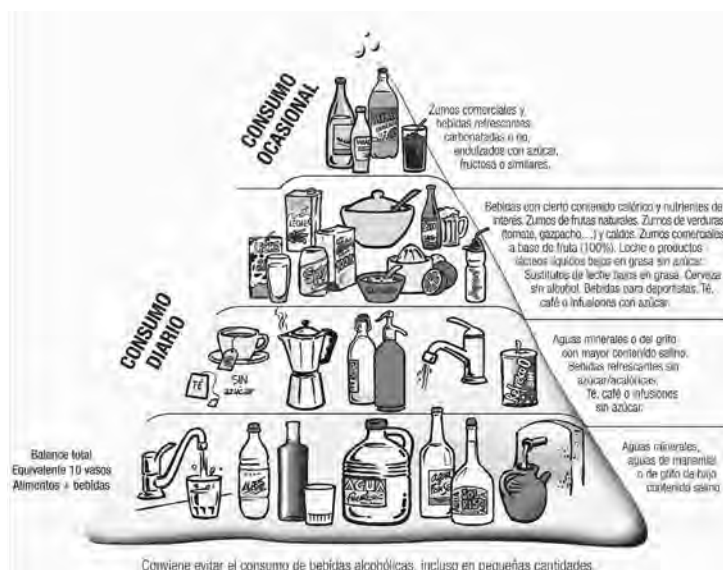 CONSUMO
OCASIONAL
Zumos comerciales y
bebidas refrescantes
carbonatadas o no,
endulzados con azúcar,
fructosa o similares.
Bebidas con cierto contenido calórico y nutrientes de
interés. Zumos de frutas naturales. Zumos de verduras
(tomate, gazpacho,...) y caldos. Zumos comerciales
a base de fruta (100%). Leche o productos
lácteos líquidos bajos en grasa sin azúcar.
Sustitutos de leche bajos en grasa. Cerveza
sin alcohol. Bebidas para deportistas. Té,
café o infusiones con azúcar.
LECHE
CONSUMO
DIARIO
TÉ
SIN
azúcar
Aguas minerales o del grifo
con mayor contenido salino.
Bebidas refrescantes sin
azúcar/acalóricas.
Té, café o infusiones
sin azúcar.
Balance total
Equivalente 10 vasos
Alimentos + bebidas
AGUA
Aguas minerales,
aguas de manantial
o de grifo de bajo
contenido salino
Conviene evitar el consumo de bebidas alcohólicas, incluso en pequeñas cantidades.